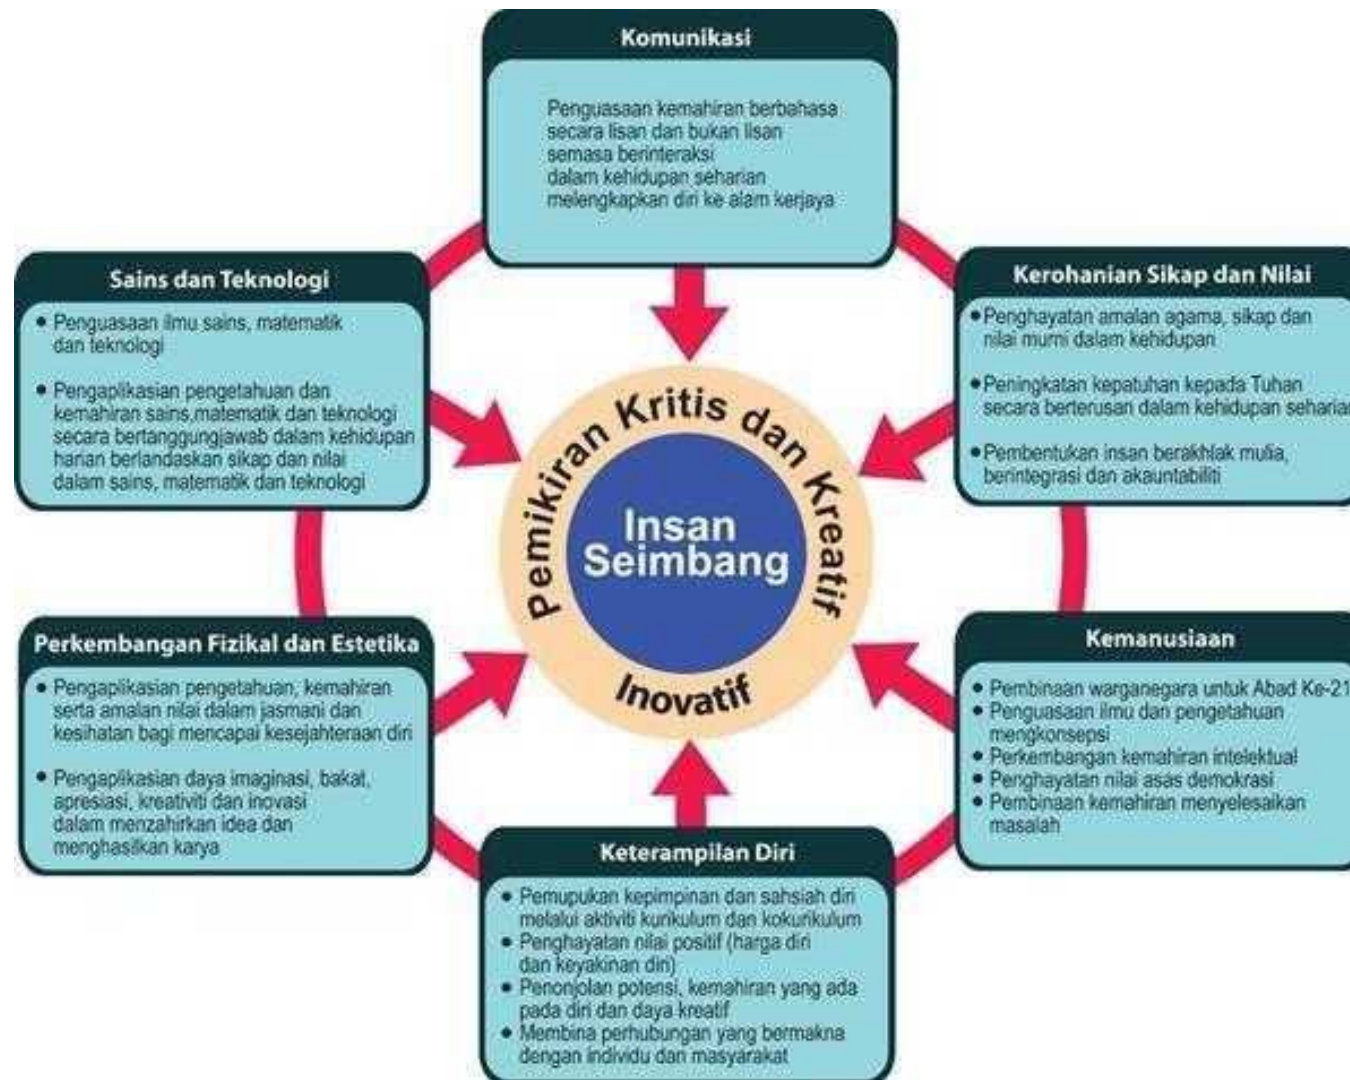 Komunikasi
Penguasaan kemahiran berbahasa
secara lisan dan bukan lisan
semasa berinteraksi
dalam kehidupan seharian
melengkapkan diri ke alam kerjaya
Sains dan Teknologi
• Penguasaan ilmu sains, matematik
dan teknologi
• Pengaplikasian pengetahuan dan
kemahiran sains,matematik dan teknologi
secara bertanggungjawab dalam kehidupan
harian berlandaskan sikap dan nilai
dalam sains, matematik dan teknologi
Kerohanian Sikap dan Nilai
• Penghayatan amalan agama, sikap dan
nilai murni dalam kehidupan
• Peningkatan kepatuhan kepada Tuhan
secara berterusan dalam kehidupan seharian
• Pembentukan insan berakhlak mulia,
berintegrasi dan akauntabiliti
Pemikiran Kritis dan Kreatif
Insan
Seimbang
Inovatif
Perkembangan Fizikal dan Estetika
• Pengaplikasian pengetahuan, kemahiran
serta amalan nilai dalam jasmani dan
kesihatan bagi mencapai kesejahteraan diri
• Pengaplikasian daya imaginasi, bakat,
apresiasi, kreativiti dan inovasi
dalam menzahirkan idea dan
menghasilkan karya
Kemanusiaan
• Pembinaan warganegara untuk Abad Ke-21
• Penguasaan ilmu dan pengetahuan
mengkonsepsi
• Perkembangan kemahiran intelektual
• Penghayatan nilai asas demokrasi
• Pembinaan kemahiran menyelesaikan
masalah
Keterampilan Diri
• Pemupukan kepimpinan dan sahsiah diri
melalui aktiviti kurikulum dan kokurikulum
• Penghayatan nilai positif (harga diri
dan keyakinan diri)
• Penonjolan potensi, kemahiran yang ada
pada diri dan daya kreatif
• Membina perhubungan yang bermakna
dengan individu dan masyarakat